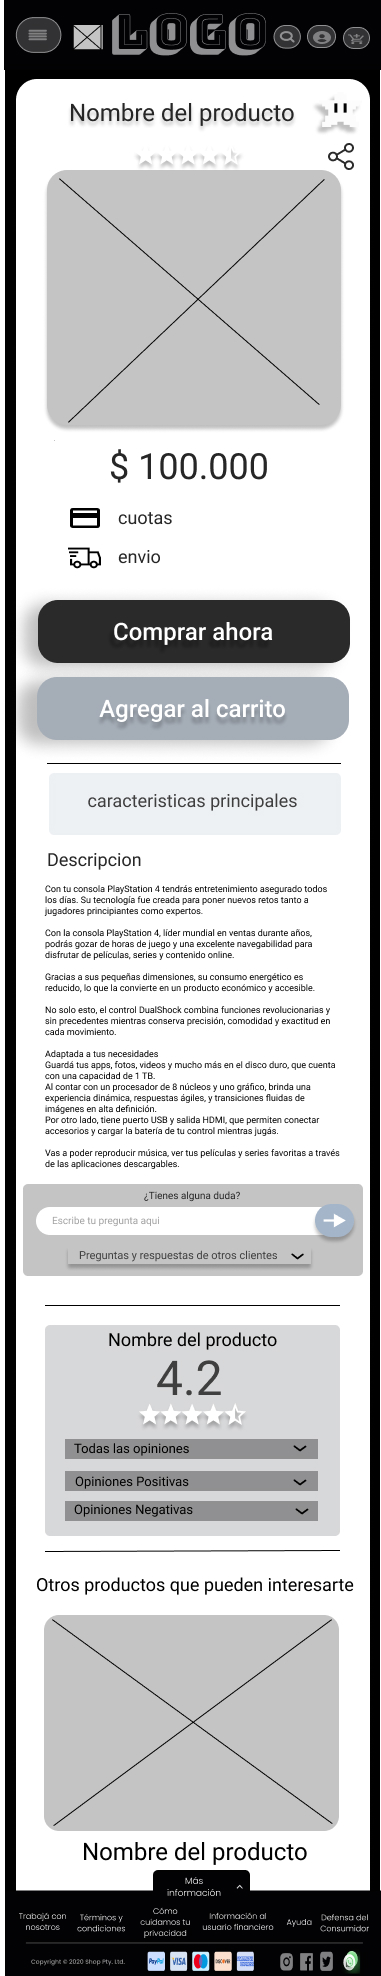 LOGO
Nombre del producto
$ 100.000
cuotas
envio
Comprar ahora
Agregar al carrito
caracteristicas principales
Descripcion
Con tu consola PlayStation 4 tendrás entretenimiento asegurado todos
los días. Su tecnología fue creada para poner nuevos retos tanto a
jugadores principiantes como expertos.
Con la consola PlayStation 4, líder mundial en ventas durante años,
podrás gozar de horas de juego y una excelente navegabilidad para
disfrutar de películas, series y contenido online.
Gracias a sus pequeñas dimensiones, su consumo energético es
reducido, lo que la convierte en un producto económico y accesible.
No solo esto, el control DualShock combina funciones revolucionarias y
sin precedentes mientras conserva precisión, comodidad y exactitud en
cada movimiento.
Adaptada a tus necesidades
Guardá tus apps, fotos, videos y mucho más en el disco duro, que cuenta
con una capacidad de 1 TB.
Al contar con un procesador de 8 núcleos y uno gráfico, brinda una
experiencia dinámica, respuestas ágiles, y transiciones fluidas de
imágenes en alta definición.
Por otro lado, tiene puerto USB y salida HDMI, que permiten conectar
accesorios y cargar la batería de tu control mientras jugás.
Vas a poder reproducir música, ver tus películas y series favoritas a través
de las aplicaciones descargables.
¿Tienes alguna duda?
Escribe tu pregunta aqui
Preguntas y respuestas de otros clientes
Nombre del producto
4.2
Todas las opiniones
Opiniones Positivas
Opiniones Negativas
Otros productos que pueden interesarte
Nombre del producto
Más
información
Trabajá con
nosotros
Términos y
condiciones
Cómo
cuidamos tu
privacidad
Información al
usuario financiero
Ayuda
Defensa del
Consumidor
Copyright © 2020 Shop Pty. Ltd.
PayPal
VISA